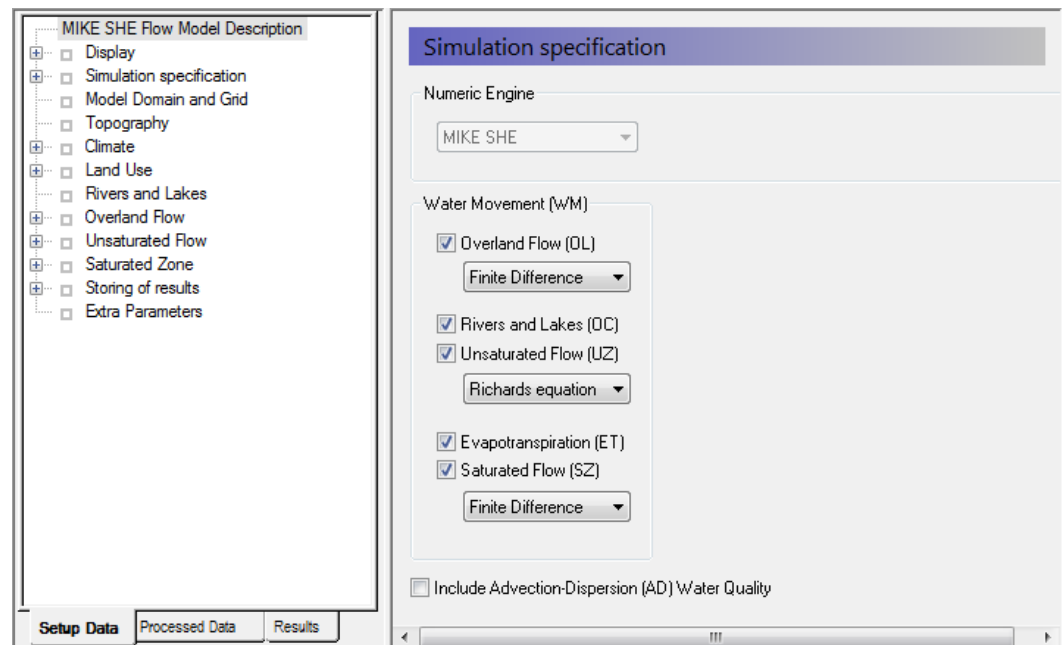 MIKE SHE Flow Model Description
Display
Simulation specification
Model Domain and Grid
Topography
Climate
Land Use
Rivers and Lakes
Overland Flow
Unsaturated Flow
Saturated Zone
Storing of results
Extra Parameters
Setup Data Processed Data Results
Simulation specification
Numeric Engine
MIKE SHE
Water Movement (WM)
Overland Flow (OL)
Finite Difference
Rivers and Lakes (OC)
Unsaturated Flow (UZ)
Richards equation
Evapotranspiration (ET)
Saturated Flow (SZ)
Finite Difference
Include Advection-Dispersion (AD) Water Quality